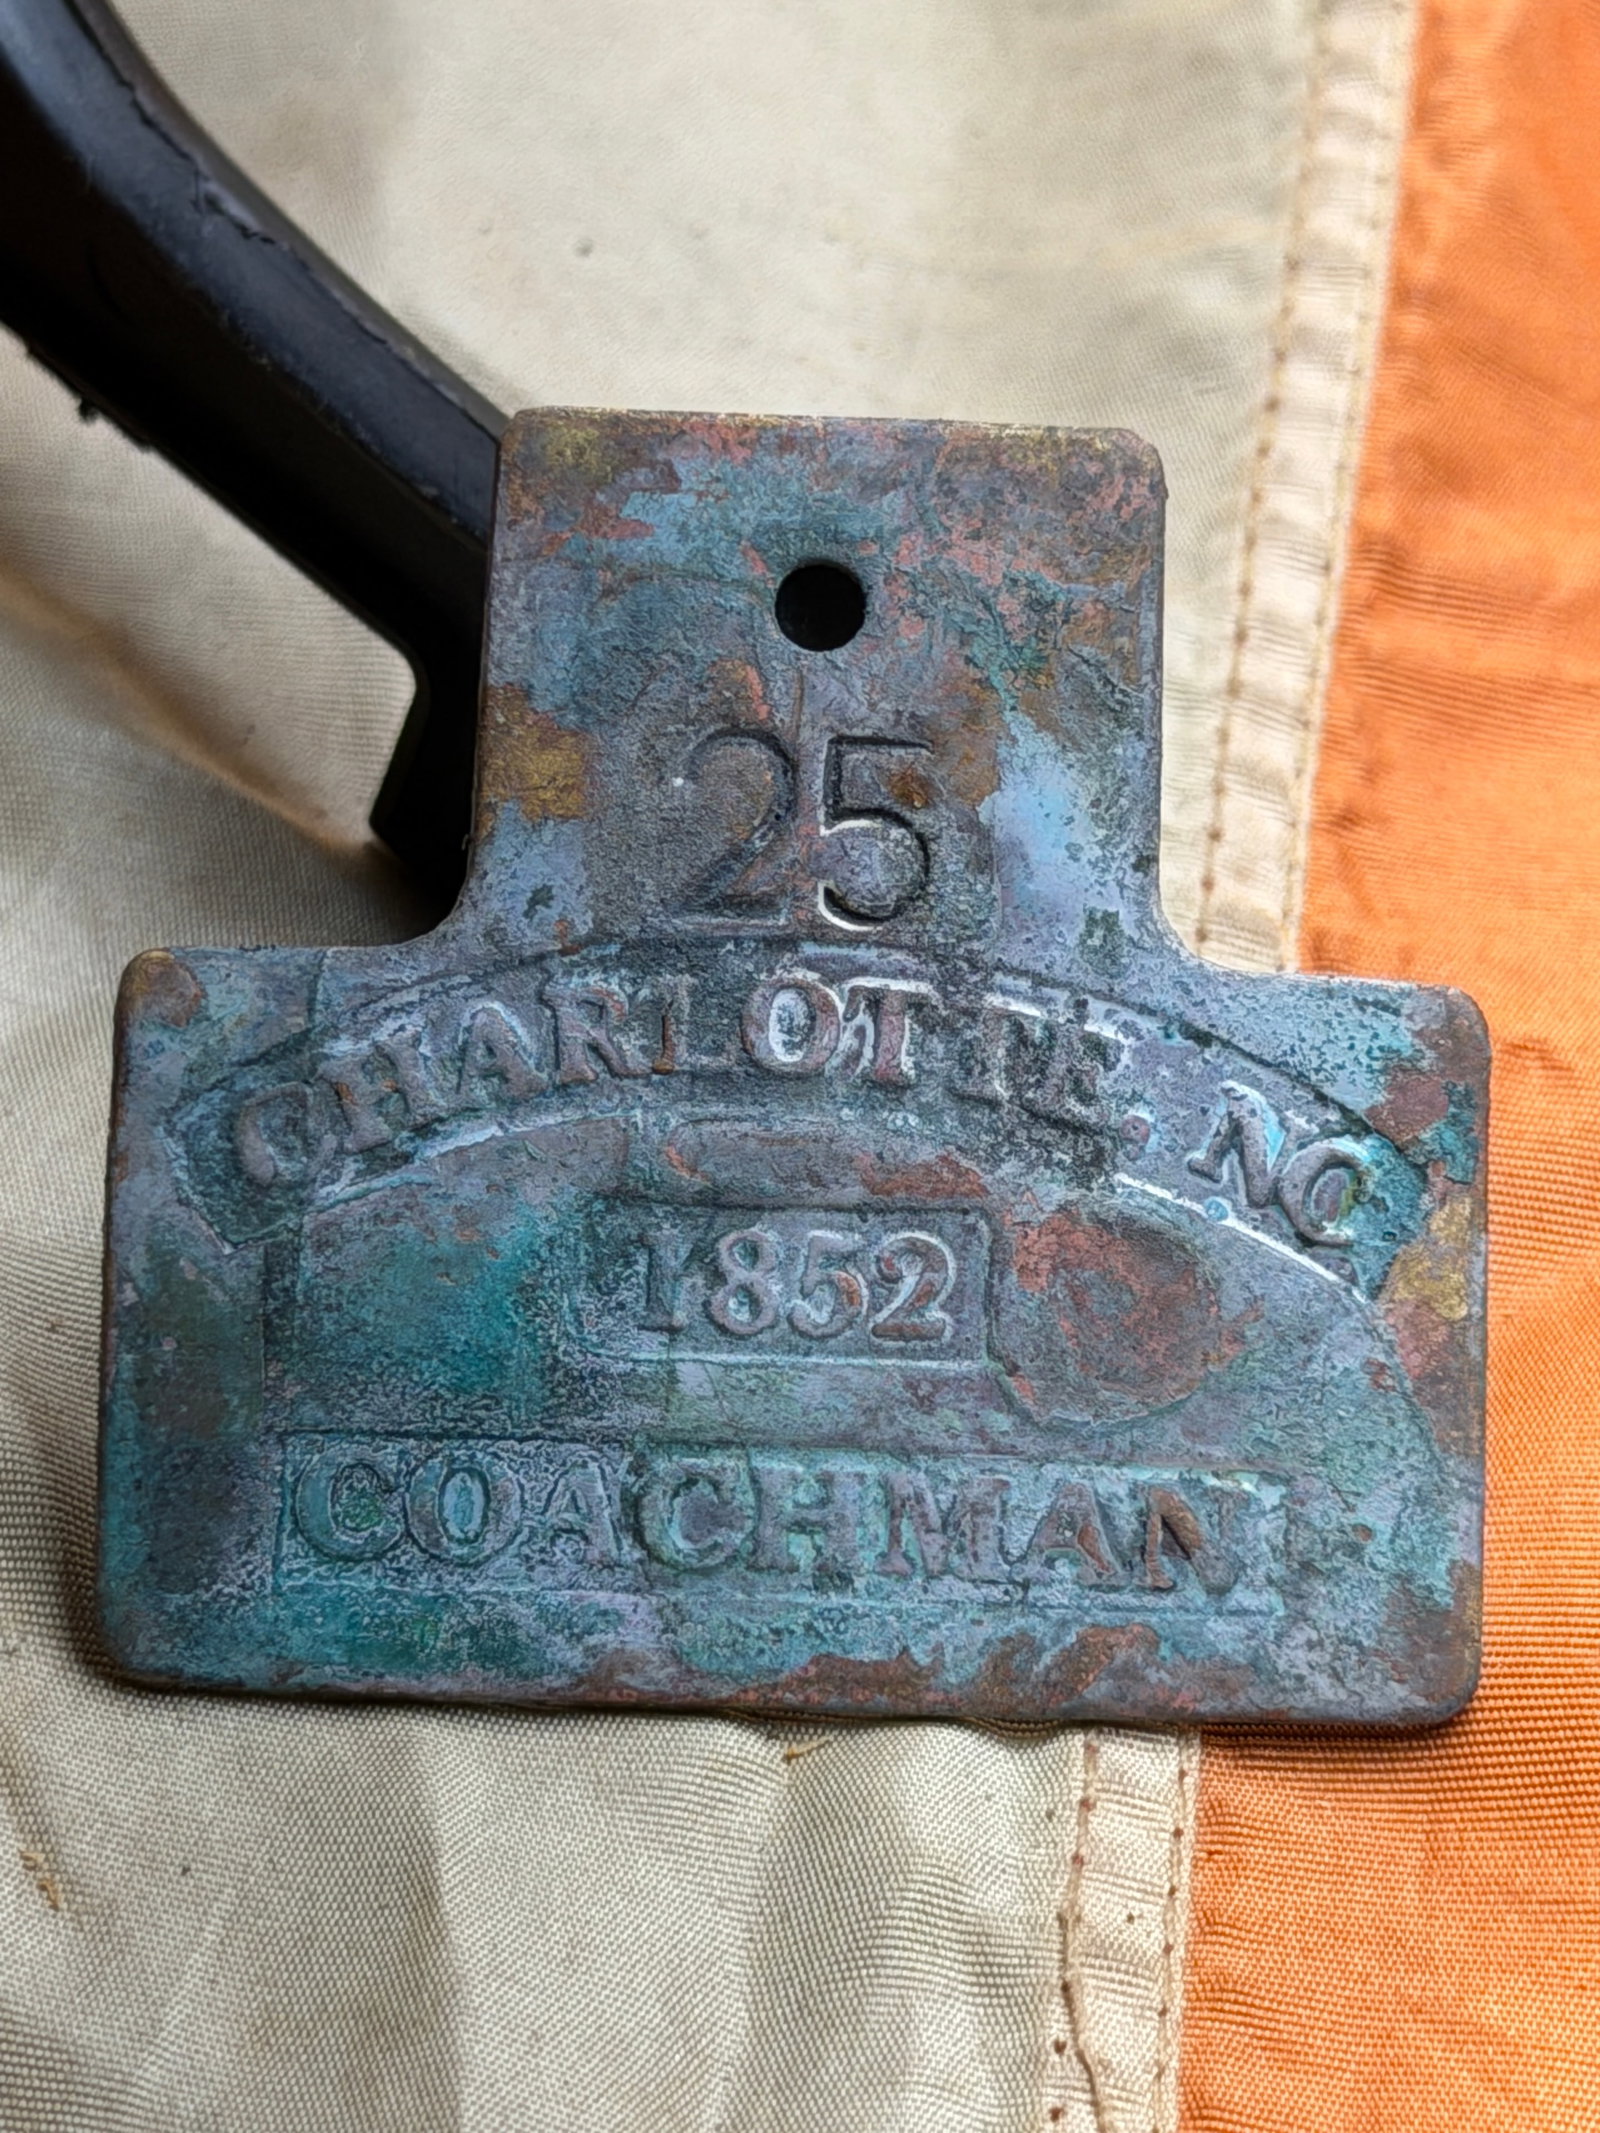 25
CHARLOTTE. NC
1852
COACHMAN